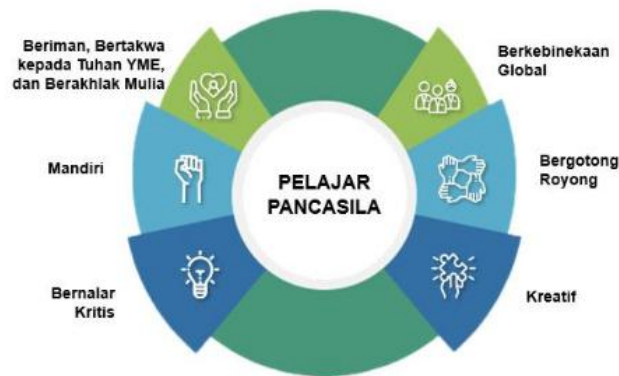 Beriman, Bertakwa
kepada Tuhan YME,
dan Berakhlak Mulia
Berkebinekaan
Global
Mandiri
PELAJAR
PANCASILA
Bergotong
Royong
Bernalar
Kritis
Kreatif